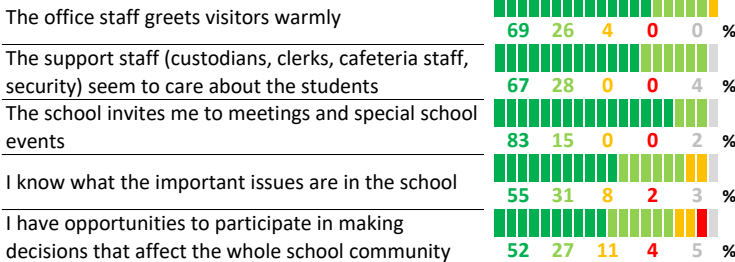 The office staff greets visitors warmly
69 26 4 0 0 %
The support staff (custodians, clerks, cafeteria staff,
security) seem to care about the students
67 28 0 0 4 %
The school invites me to meetings and special school
events
83 15 0 0 2 %
I know what the important issues are in the school
55 31 8 2 3 %
I have opportunities to participate in making
decisions that affect the whole school community
52 27 11 4 5 %